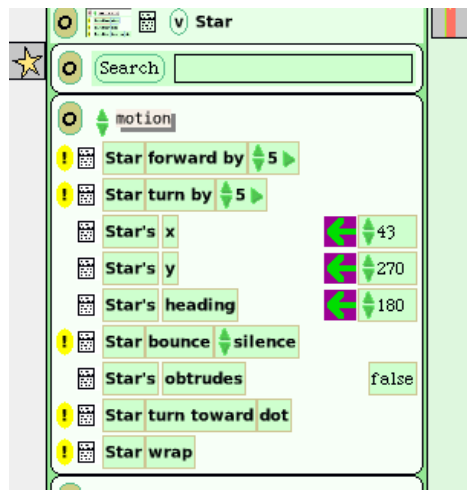 O v Star
O Search
O motion
! Star forward by 5
! Star turn by 5
Star's x 43
Star's y 270
Star's heading 180
! Star bounce silence
Star's obtrudes false
! Star turn toward dot
! Star wrap